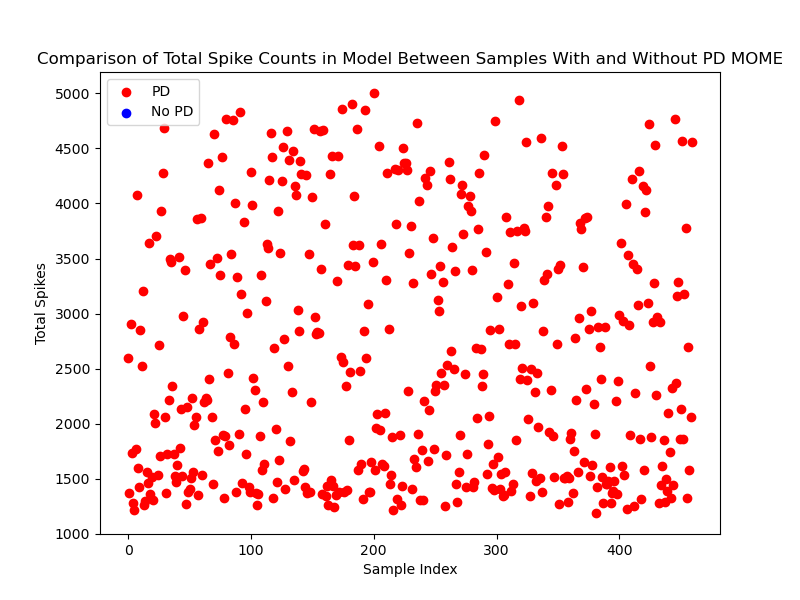 Comparison of Total Spike Counts in Model Between Samples With and Without PD MOME
PD
No PD
5000
4500
4000
3500
3000
2500
2000
1500
1000
Total Spikes
0 100 200 300 400
Sample Index